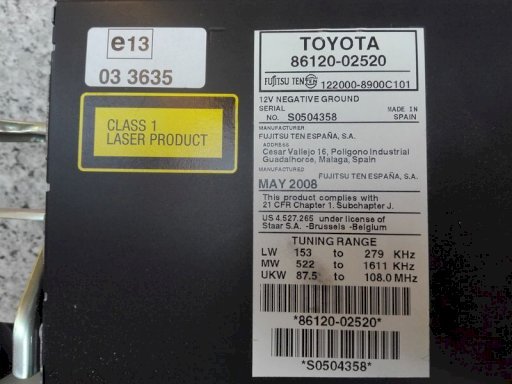 e13
03 3635
CLASS 1
LASER PRODUCT
TOYOTA
86120-02520
FUJITSU TEN TEN 122000-8900C101
12V NEGATIVE GROUND
SERIAL
NO. S0504358
MADE IN
SPAIN
MANUFACTURER
FUJITSU TEN ESPAÑA, S.A.
ADDRESS
Cesar Vallejo 16, Poligono Industrial
Guadalhorce, Malaga, Spain
MANUFACTURED
FUJITSU TEN ESPAÑA, S.A.
MAY 2008
This product complies with
21 CFR Chapter 1. Subchapter J.
US 4.527.265 under license of
Staar S.A. -Brussels -Belgium
TUNING RANGE
LW 153 to 279 KHz
MW 522 to 1611 KHz
UKW 87.5 to 108.0 MHz
*86120-02520*
*S0504358*